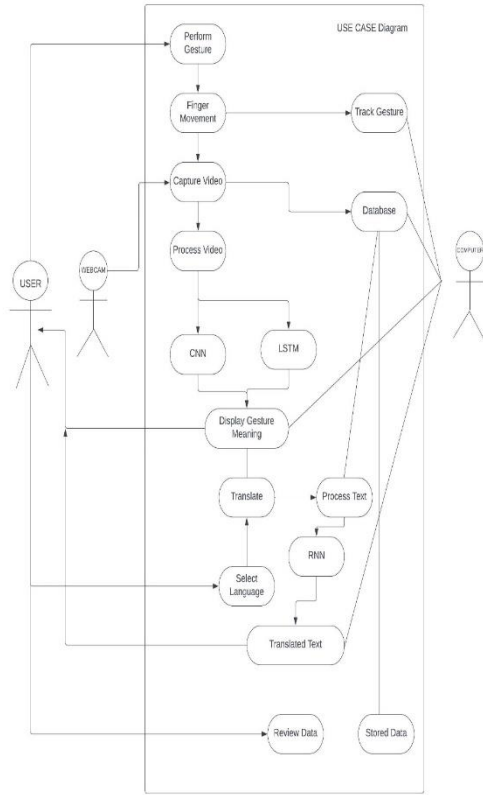 USE CASE Diagram
Perform
Gesture
Finger
Movement
Track Gesture
Capture Video
Database
Process Video
WEBCAM
COMPUTER
USER
CNN
LSTM
Display Gesture
Meaning
Translate
Process Text
RNN
Select
Language
Translated Text
Review Data
Stored Data